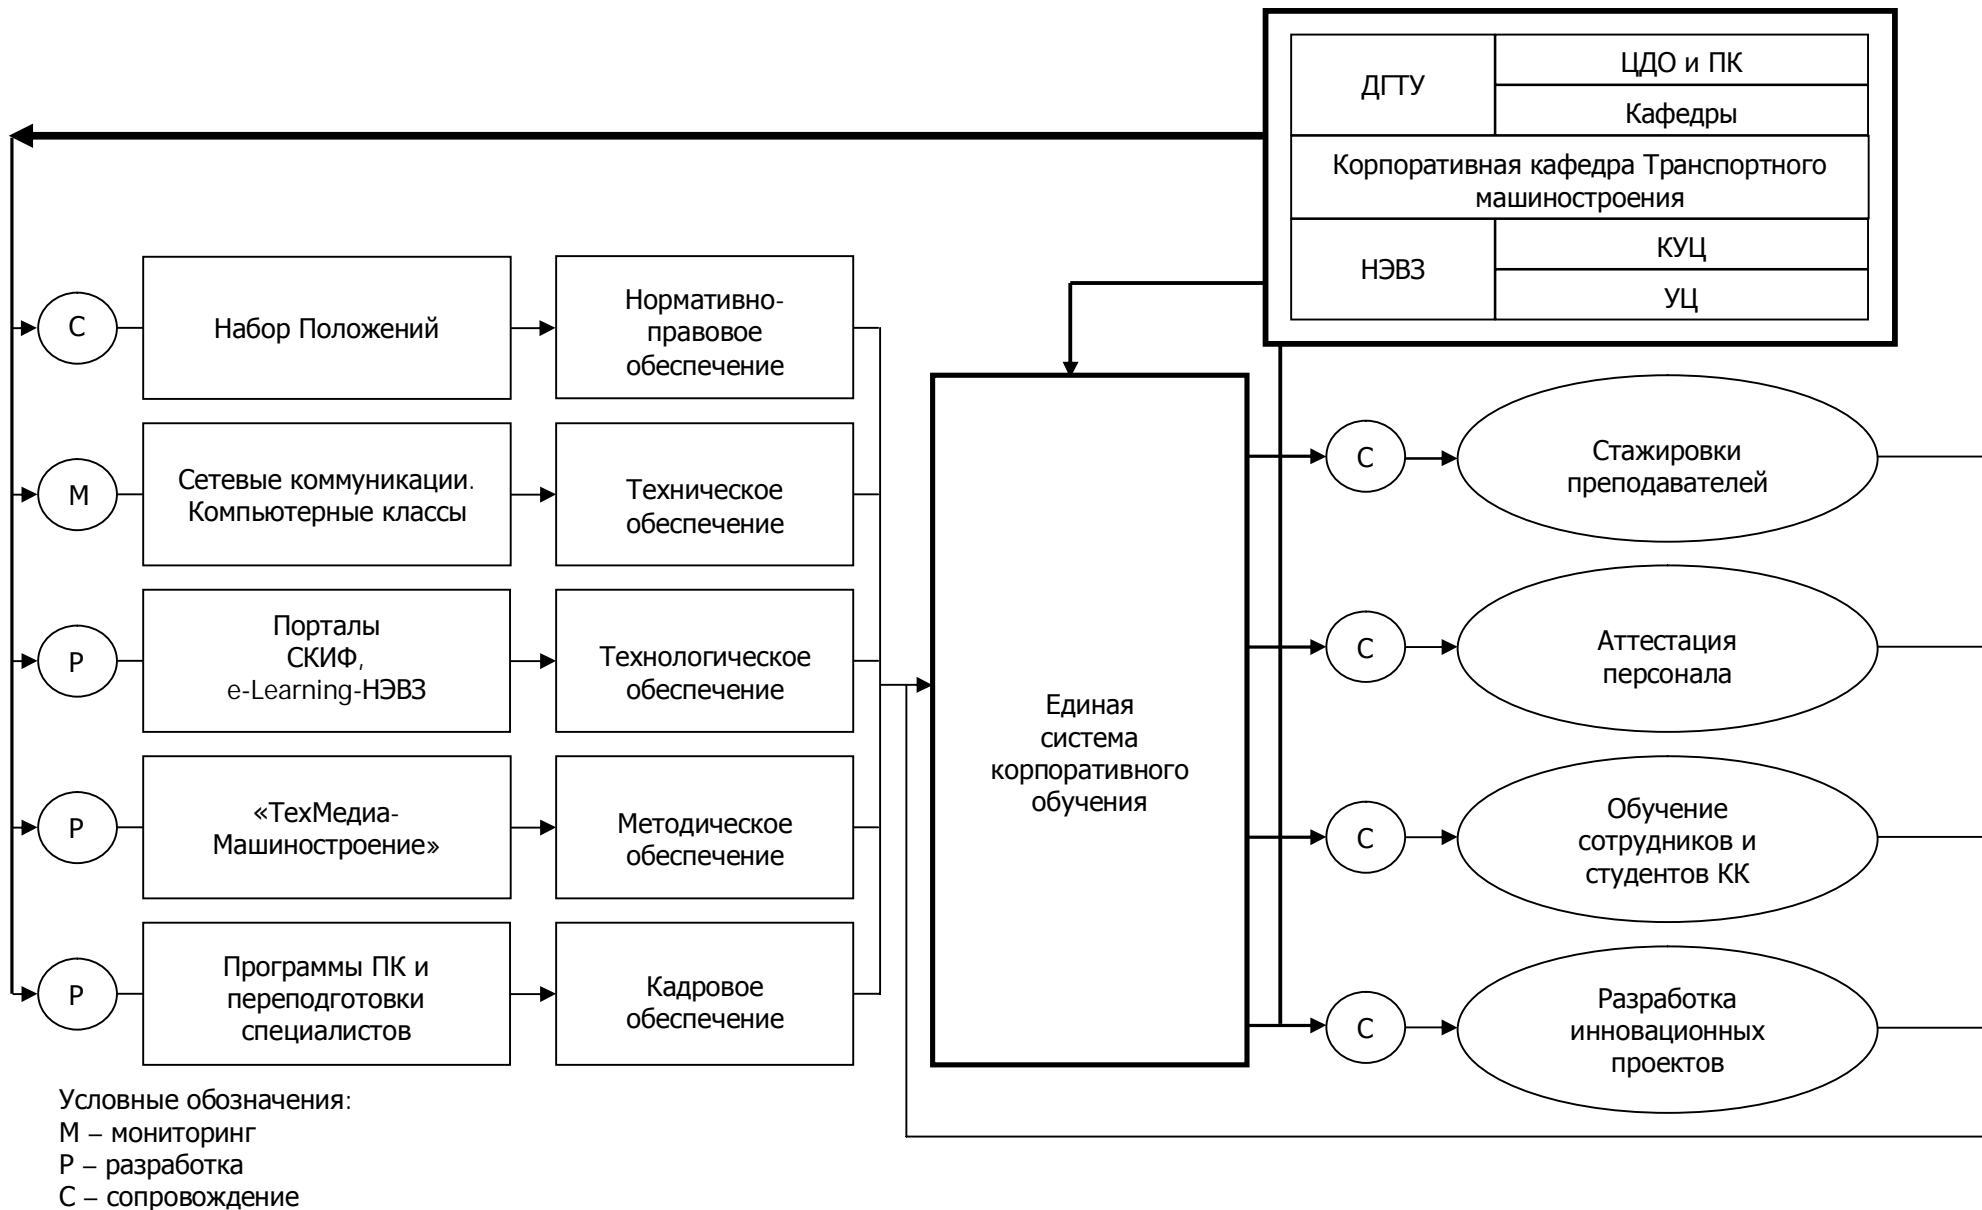 ДГТУ
ЦДО и ПК
Кафедры
Корпоративная кафедра Транспортного
машиностроения
НЭВЗ
КУЦ
УЦ
С
Набор Положений
Нормативно-
правовое
обеспечение
М
Сетевые коммуникации.
Компьютерные классы
Техническое
обеспечение
Р
Порталы
СКИФ,
e-Learning-НЭВЗ
Технологическое
обеспечение
Р
«ТехМедиа-
Машиностроение»
Методическое
обеспечение
Р
Программы ПК и
переподготовки
специалистов
Кадровое
обеспечение
Единая
система
корпоративного
обучения
С
Стажировки
преподавателей
С
Аттестация
персонала
С
Обучение
сотрудников и
студентов КК
С
Разработка
инновационных
проектов
Условные обозначения:
М – мониторинг
Р – разработка
С – сопровождение